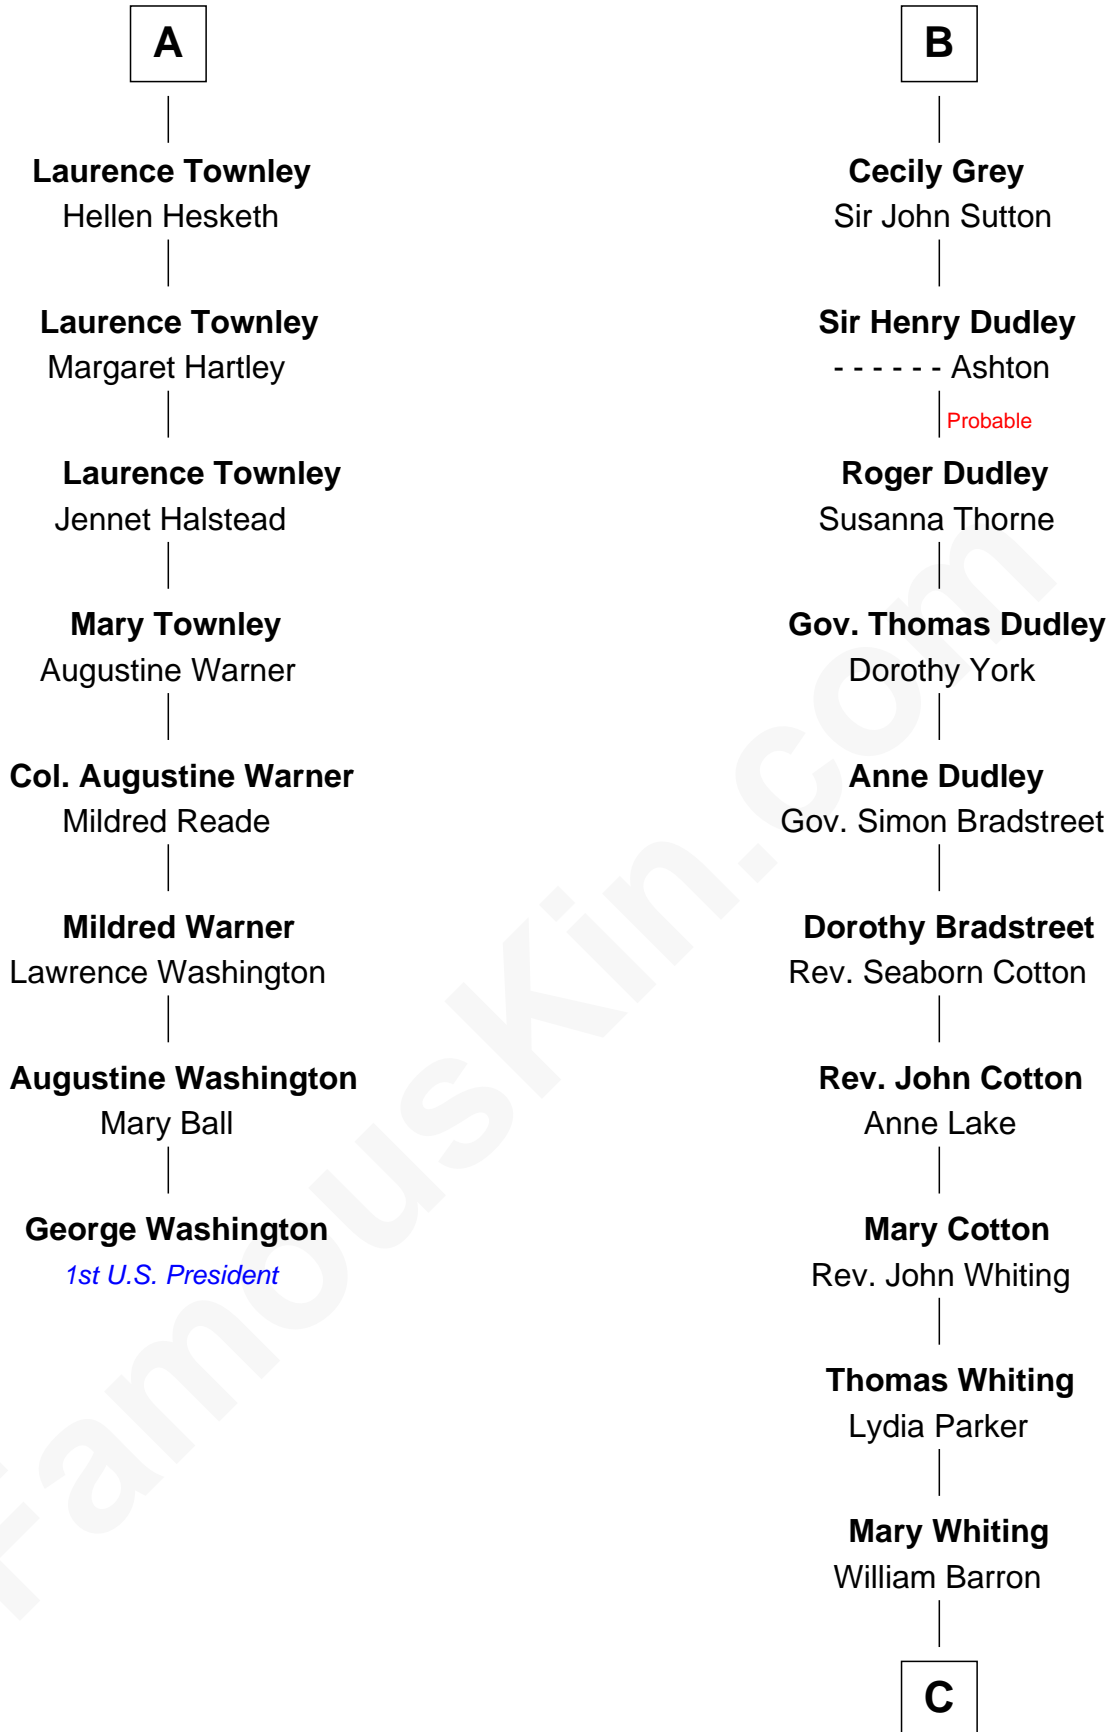 A
Laurence Townley
Hellen Hesketh
Laurence Townley
Margaret Hartley
Laurence Townley
Jennet Halstead
Mary Townley
Augustine Warner
Col. Augustine Warner
Mildred Reade
Mildred Warner
Lawrence Washington
Augustine Washington
Mary Ball
George Washington
1st U.S. President
B
Cecily Grey
Sir John Sutton
Sir Henry Dudley
- - - - - - Ashton
Probable
Roger Dudley
Susanna Thorne
Gov. Thomas Dudley
Dorothy York
Anne Dudley
Gov. Simon Bradstreet
Dorothy Bradstreet
Rev. Seaborn Cotton
Rev. John Cotton
Anne Lake
Mary Cotton
Rev. John Whiting
Thomas Whiting
Lydia Parker
Mary Whiting
William Barron
C
FamousKin.com